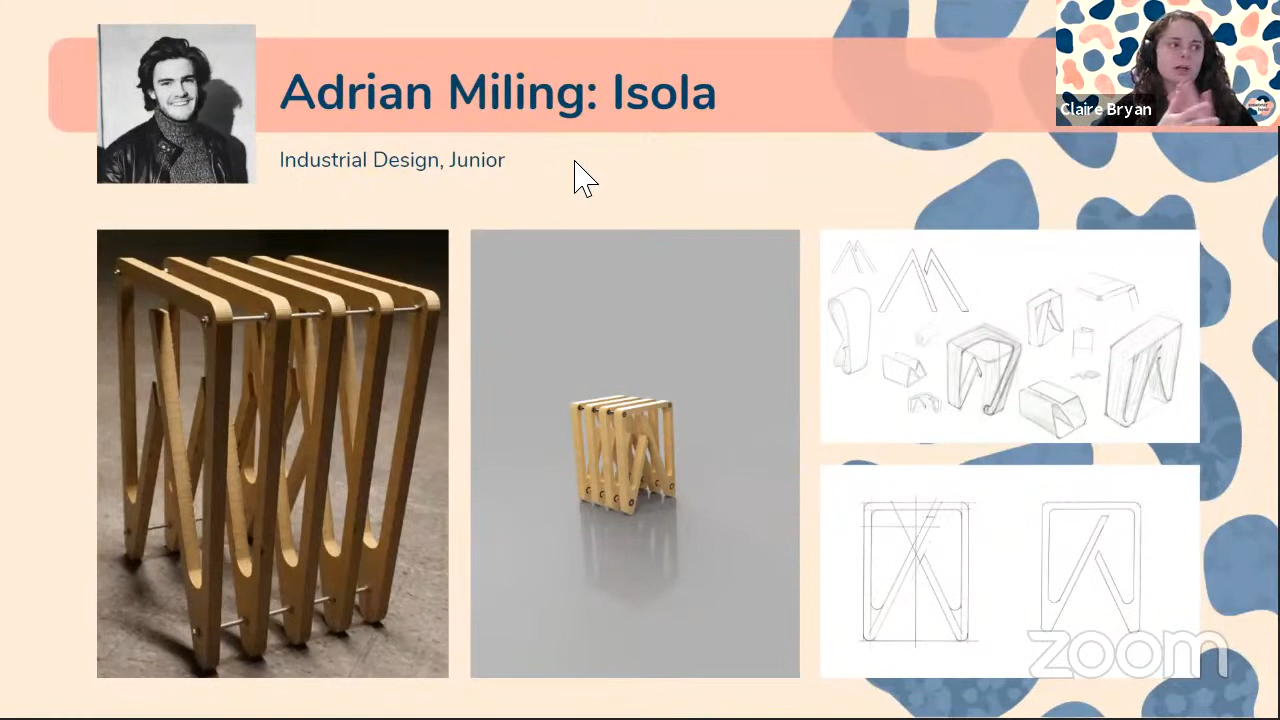 Adrian Miling: Isola
Claire Bryan
Industrial Design, Junior
zoom